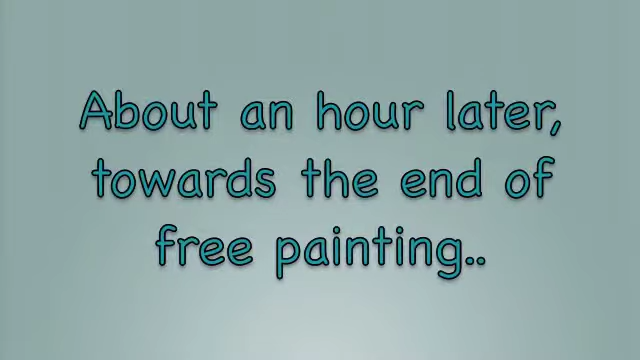 About an hour later,
towards the end of
free painting..